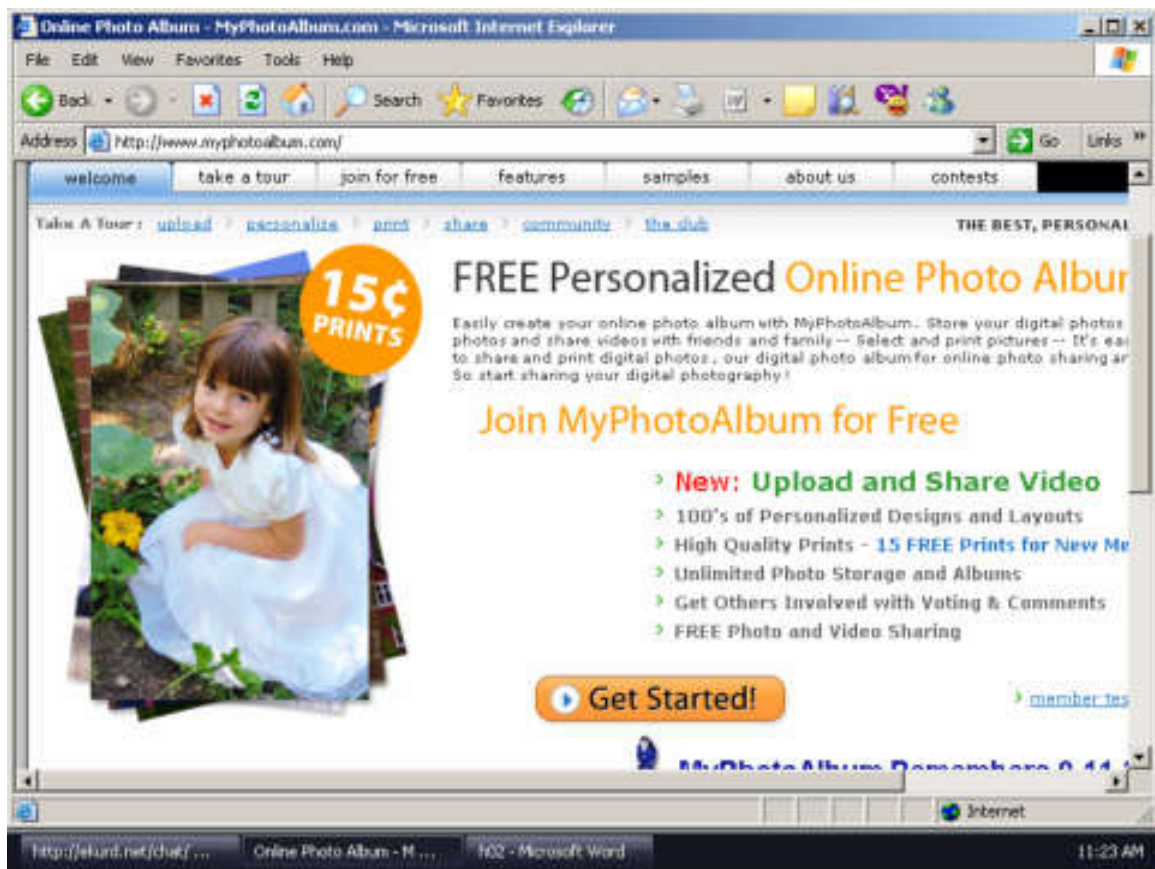 Online Photo Album - MyPhotoAlbum.com - Microsoft Internet Explorer
File Edit View Favorites Tools Help
Back Search Favorites
Address http://www.myphotoalbum.com/ Go Links »
welcome take a tour join for free features samples about us contests
Take A Tour: upload > personalize > print > share > community > the club THE BEST, PERSONAL
15¢
PRINTS
FREE Personalized Online Photo Albur
Easily create your online photo album with MyPhotoAlbum. Store your digital photos
photos and share videos with friends and family -- Select and print pictures -- It's eas
to share and print digital photos, our digital photo album for online photo sharing ar
So start sharing your digital photography!
Join MyPhotoAlbum for Free
> New: Upload and Share Video
> 100's of Personalized Designs and Layouts
> High Quality Prints - 15 FREE Prints for New Me
> Unlimited Photo Storage and Albums
> Get Others Involved with Voting & Comments
> FREE Photo and Video Sharing
Get Started!
> member tes
MyPhotoAlbum Remembers 9-11
Internet
http://ekurd.net/chat/ ... Online Photo Album - M ... h02 - Microsoft Word 11:23 AM